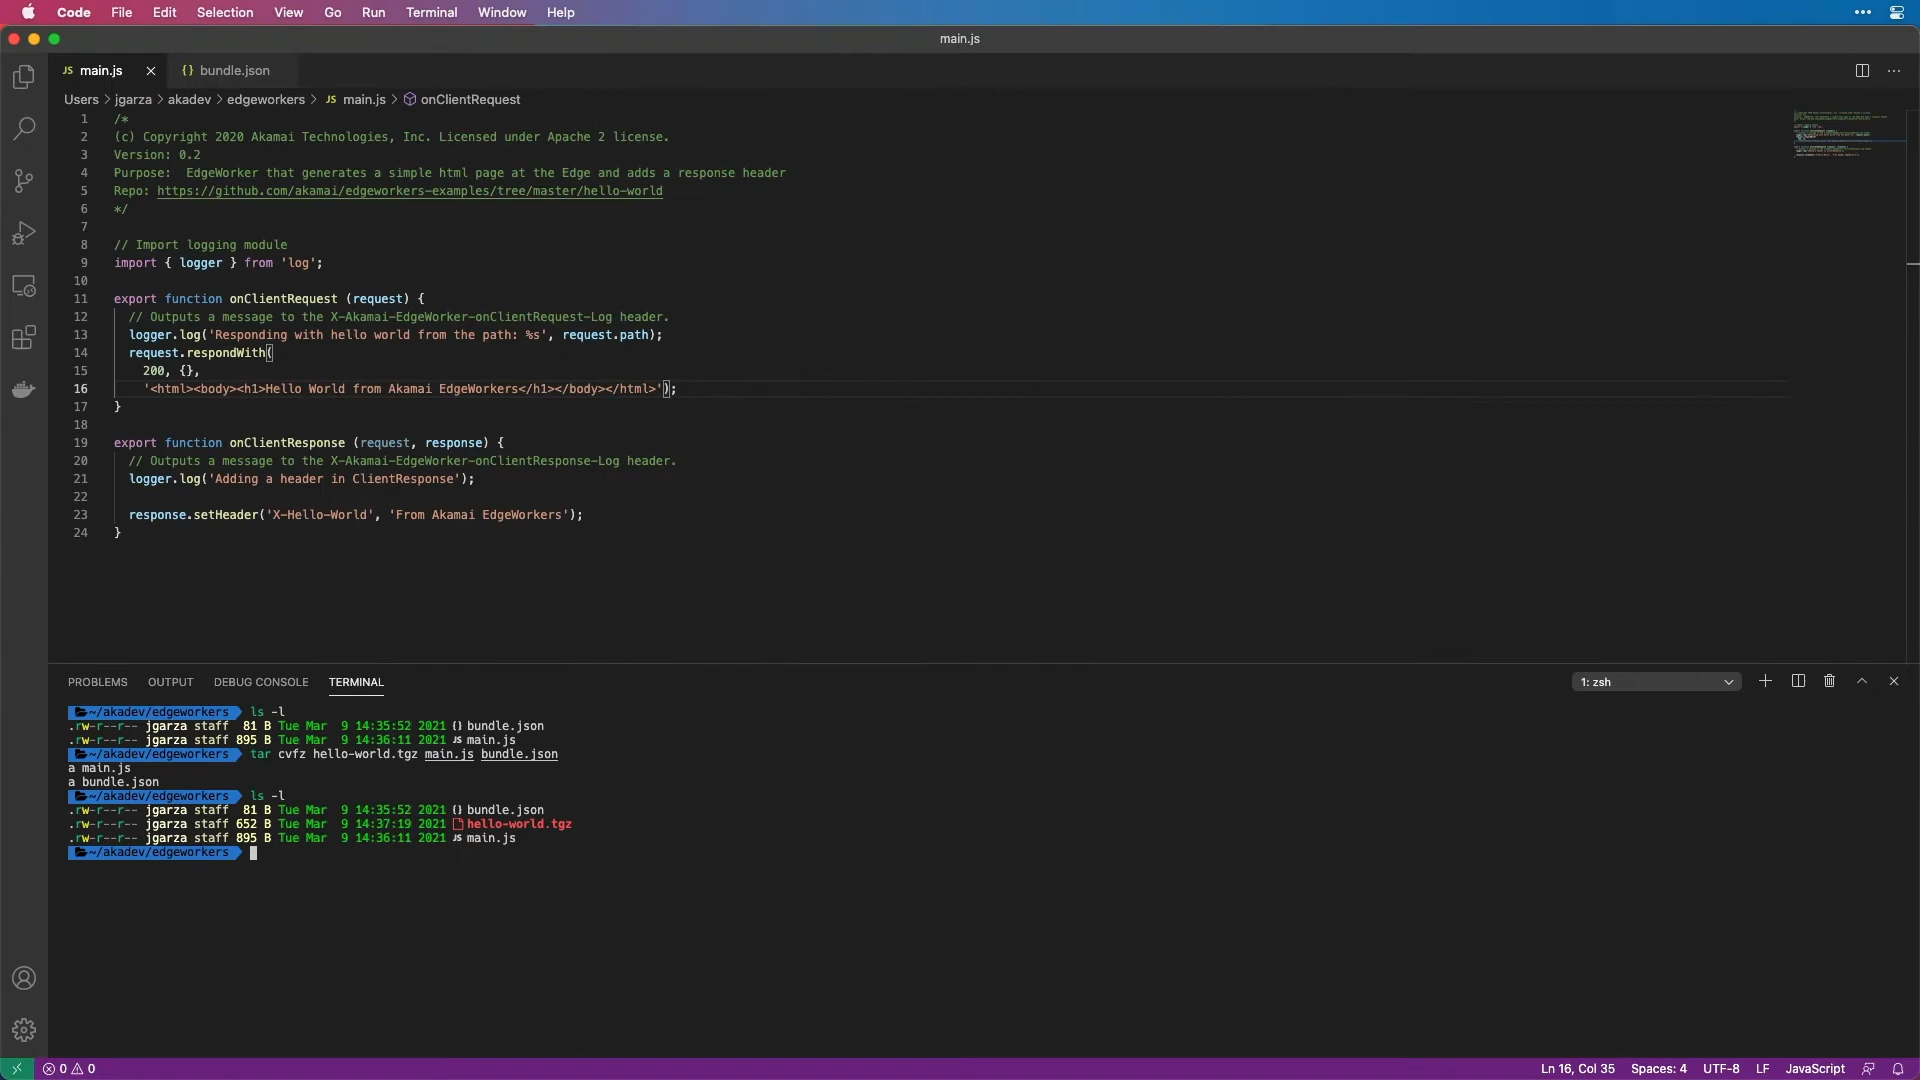 Code File Edit Selection View Go Run Terminal Window Help
main.js
JS main.js {} bundle.json
Users > jgarza > akadev > edgeworkers > JS main.js > onClientRequest
1 /*
2 (c) Copyright 2020 Akamai Technologies, Inc. Licensed under Apache 2 license.
3 Version: 0.2
4 Purpose:  EdgeWorker that generates a simple html page at the Edge and adds a response header
5 Repo: https://github.com/akamai/edgeworkers-examples/tree/master/hello-world
6 */
7
8 // Import logging module
9 import { logger } from 'log';
10
11 export function onClientRequest (request) {
12   // Outputs a message to the X-Akamai-EdgeWorker-onClientRequest-Log header.
13   logger.log('Responding with hello world from the path: %s', request.path);
14   request.respondWith(
15     200, {},
16     '<html><body><h1>Hello World from Akamai EdgeWorkers</h1></body></html>');
17 }
18
19 export function onClientResponse (request, response) {
20   // Outputs a message to the X-Akamai-EdgeWorker-onClientResponse-Log header.
21   logger.log('Adding a header in ClientResponse');
22
23   response.setHeader('X-Hello-World', 'From Akamai EdgeWorkers');
24 }
PROBLEMS OUTPUT DEBUG CONSOLE TERMINAL 1: zsh
~/akadev/edgeworkers ls -l
.rw-r--r-- jgarza staff  81 B Tue Mar  9 14:35:52 2021 {} bundle.json
.rw-r--r-- jgarza staff 895 B Tue Mar  9 14:36:11 2021 JS main.js
~/akadev/edgeworkers tar cvfz hello-world.tgz main.js bundle.json
a main.js
a bundle.json
~/akadev/edgeworkers ls -l
.rw-r--r-- jgarza staff  81 B Tue Mar  9 14:35:52 2021 {} bundle.json
.rw-r--r-- jgarza staff 652 B Tue Mar  9 14:37:19 2021 hello-world.tgz
.rw-r--r-- jgarza staff 895 B Tue Mar  9 14:36:11 2021 JS main.js
~/akadev/edgeworkers
0 0 Ln 16, Col 35 Spaces: 4 UTF-8 LF JavaScript